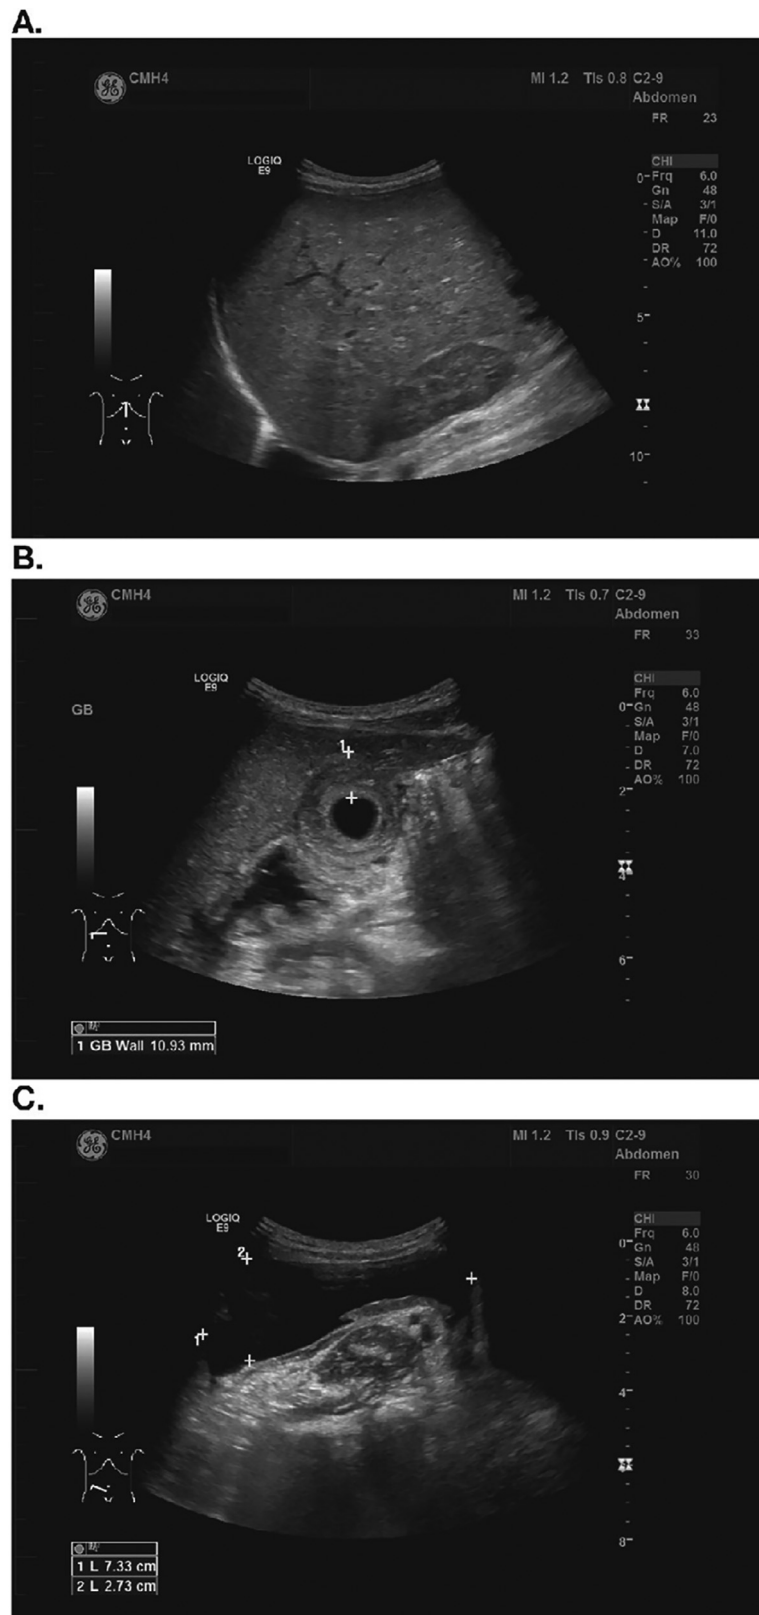 A.
GE CMH4 MI 1.2 TIs 0.8 C2-9
Abdomen
FR 23
LOGIQ
E9
CHI
0 Frq 6.0
Gn 48
S/A 3/1
Map F/0
D 11.0
DR 72
AO% 100
5
10
B.
GE CMH4 MI 1.2 TIs 0.7 C2-9
Abdomen
FR 33
LOGIQ
E9
CHI
GB
Frq 6.0
0 Gn 48
S/A 3/1
1 Map F/0
D 7.0
DR 72
2 AO% 100
4
6
1 GB Wall 10.93 mm
C.
GE CMH4 MI 1.2 TIs 0.9 C2-9
Abdomen
FR 30
LOGIQ
E9
CHI
Frq 6.0
0 Gn 48
2 S/A 3/1
Map F/0
D 8.0
DR 72
2 AO% 100
1
4
8
1 L 7.33 cm
2 L 2.73 cm